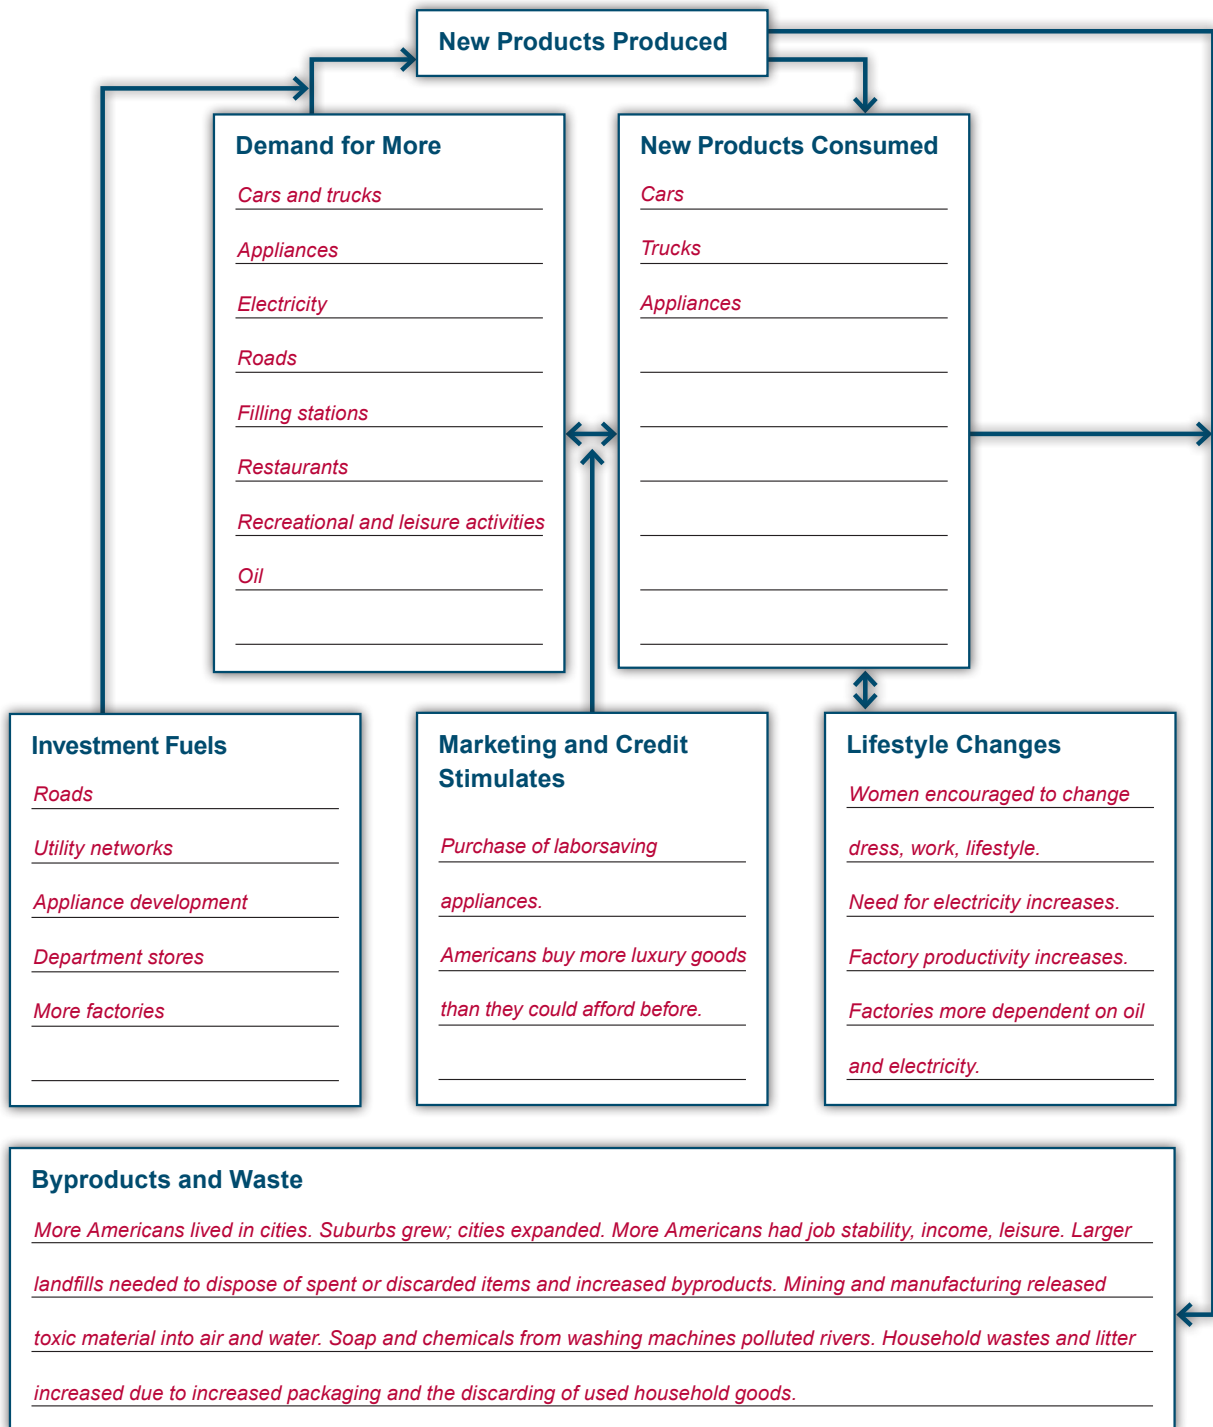 New Products Produced
Demand for More
Cars and trucks
Appliances
Electricity
Roads
Filling stations
Restaurants
Recreational and leisure activities
Oil
New Products Consumed
Cars
Trucks
Appliances
Investment Fuels
Roads
Utility networks
Appliance development
Department stores
More factories
Marketing and Credit
Stimulates
Purchase of laborsaving
appliances.
Americans buy more luxury goods
than they could afford before.
Lifestyle Changes
Women encouraged to change
dress, work, lifestyle.
Need for electricity increases.
Factory productivity increases.
Factories more dependent on oil
and electricity.
Byproducts and Waste
More Americans lived in cities. Suburbs grew; cities expanded. More Americans had job stability, income, leisure. Larger
landfills needed to dispose of spent or discarded items and increased byproducts. Mining and manufacturing released
toxic material into air and water. Soap and chemicals from washing machines polluted rivers. Household wastes and litter
increased due to increased packaging and the discarding of used household goods.